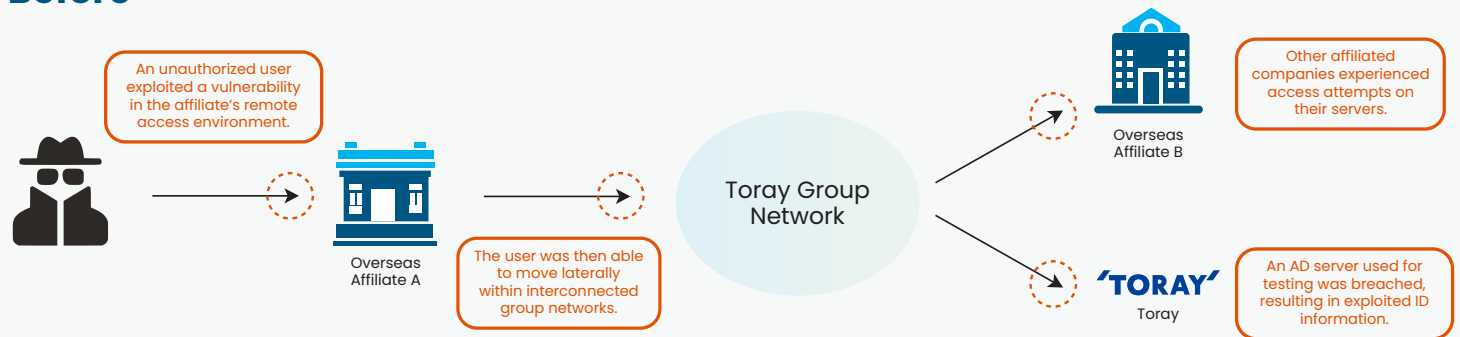 Before
An unauthorized user
exploited a vulnerability
in the affiliate's remote
access environment.
Overseas
Affiliate A
The user was then able
to move laterally
within interconnected
group networks.
Toray Group
Network
Overseas
Affiliate B
Other affiliated
companies experienced
access attempts on
their servers.
'TORAY'
Toray
An AD server used for
testing was breached,
resulting in exploited ID
information.